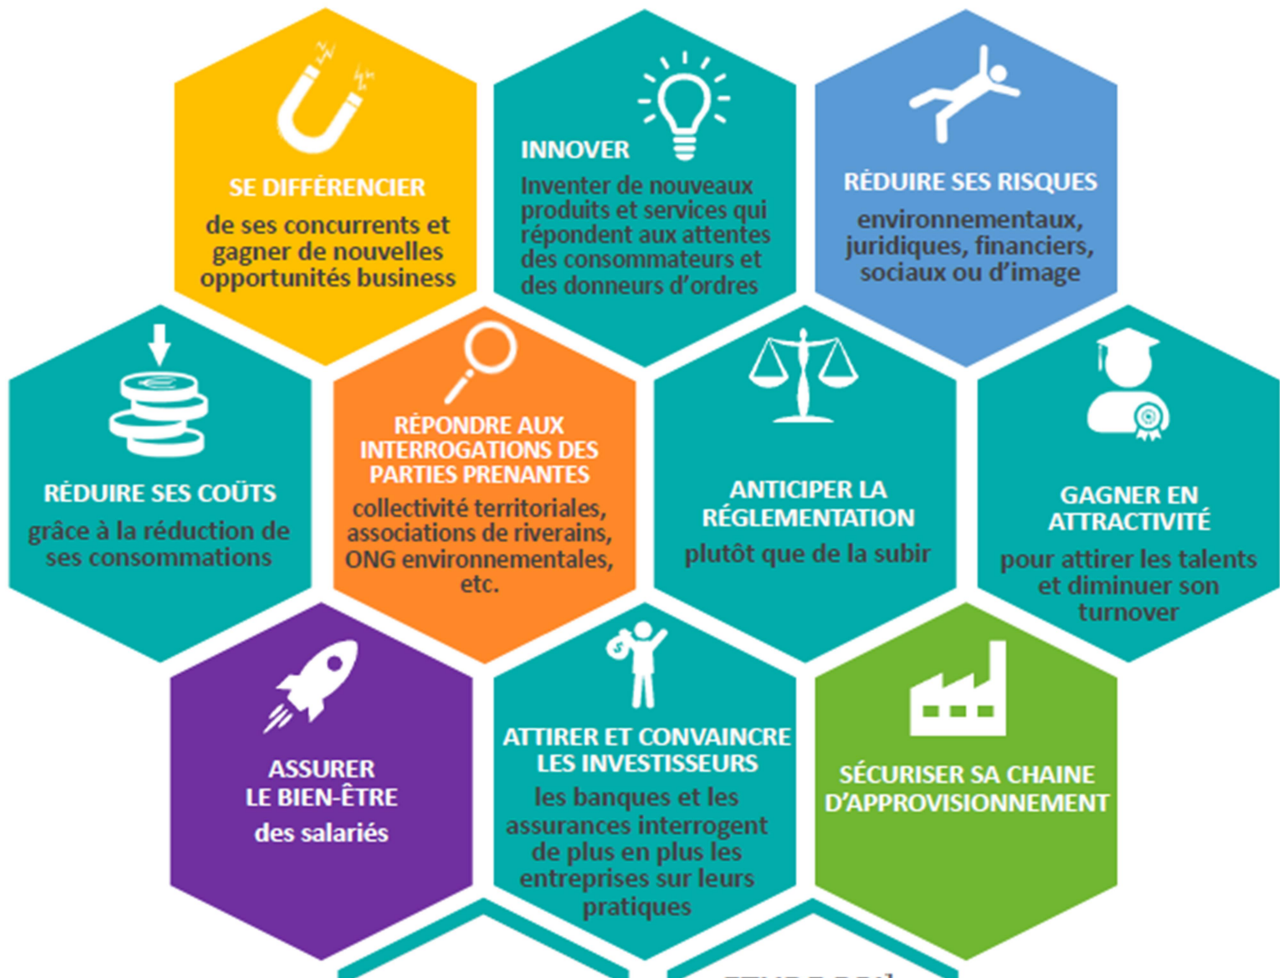 SE DIFFÉRENCIER
de ses concurrents et
gagner de nouvelles
opportunités business
INNOVER
Inventer de nouveaux
produits et services qui
répondent aux attentes
des consommateurs et
des donneurs d'ordres
RÉDUIRE SES RISQUES
environnementaux,
juridiques, financiers,
sociaux ou d'image
RÉDUIRE SES COÛTS
grâce à la réduction de
ses consommations
RÉPONDRE AUX
INTERROGATIONS DES
PARTIES PRENANTES
collectivité territoriales,
associations de riverains,
ONG environnementales,
etc.
ANTICIPER LA
RÉGLEMENTATION
plutôt que de la subir
GAGNER EN
ATTRACTIVITÉ
pour attirer les talents
et diminuer son
turnover
ASSURER
LE BIEN-ÊTRE
des salariés
ATTIRER ET CONVAINCRE
LES INVESTISSEURS
les banques et les
assurances interrogent
de plus en plus les
entreprises sur leurs
pratiques
SÉCURISER SA CHAINE
D'APPROVISIONNEMENT